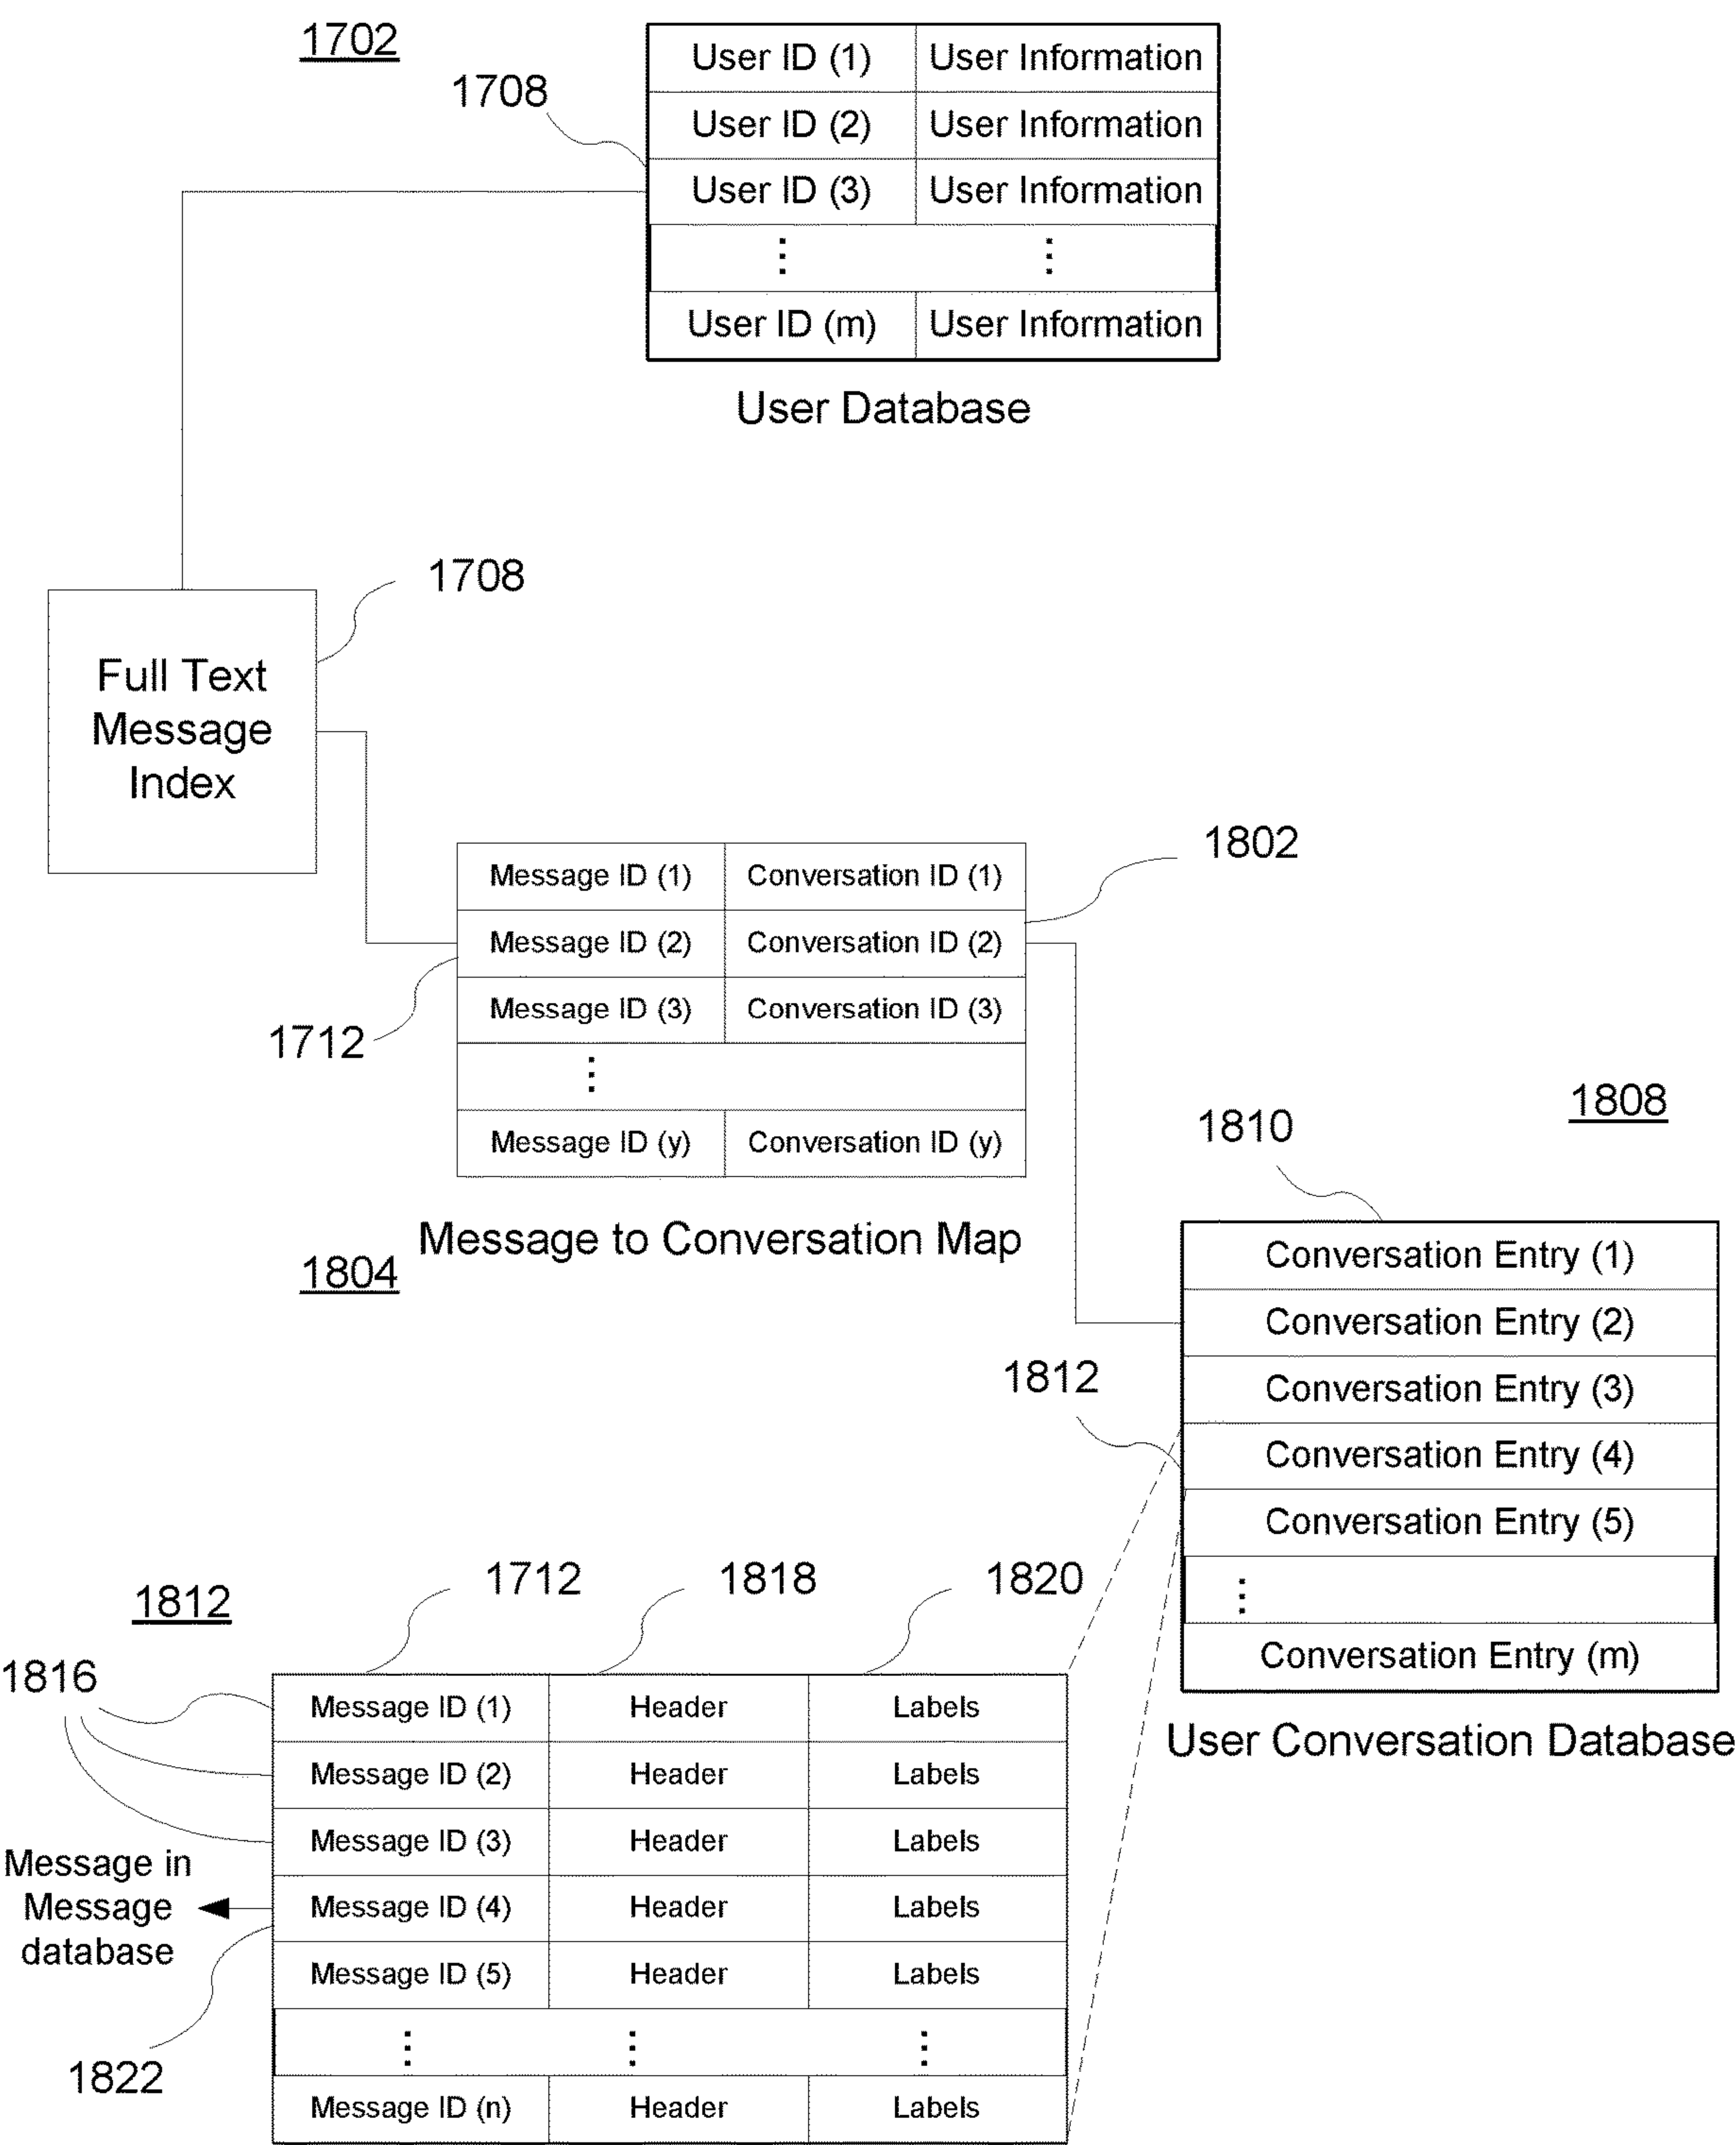 1702
1708
User ID (1) User Information
User ID (2) User Information
User ID (3) User Information
⋮ ⋮
User ID (m) User Information
User Database
1708
Full Text
Message
Index
1802
Message ID (1) Conversation ID (1)
Message ID (2) Conversation ID (2)
Message ID (3) Conversation ID (3)
⋮
Message ID (y) Conversation ID (y)
1712
Message to Conversation Map
1804
1808
1810
Conversation Entry (1)
Conversation Entry (2)
Conversation Entry (3)
Conversation Entry (4)
Conversation Entry (5)
⋮
Conversation Entry (m)
User Conversation Database
1812
1812
1712 1818 1820
1816
Message ID (1) Header Labels
Message ID (2) Header Labels
Message ID (3) Header Labels
Message ID (4) Header Labels
Message ID (5) Header Labels
⋮ ⋮ ⋮
Message ID (n) Header Labels
Message in
Message
database
1822